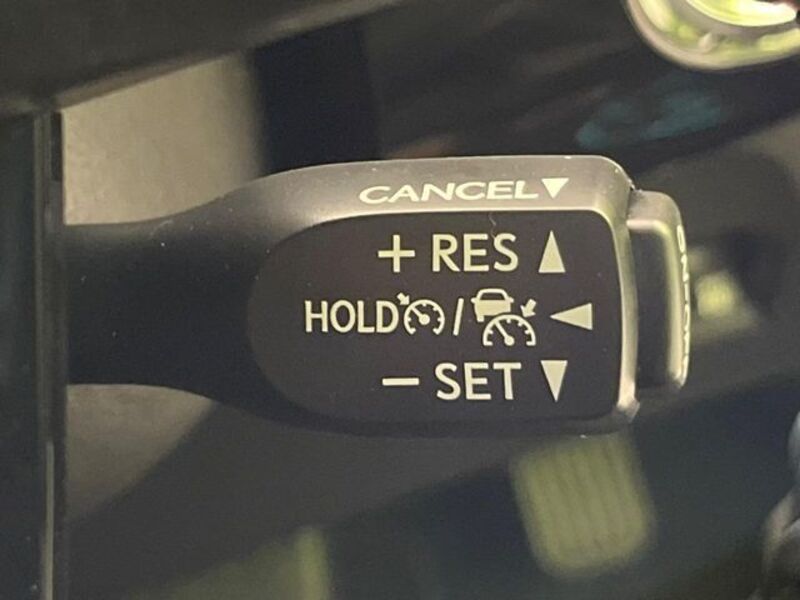 CANCEL▼
+ RES ▲
HOLD / ◀
− SET ▼